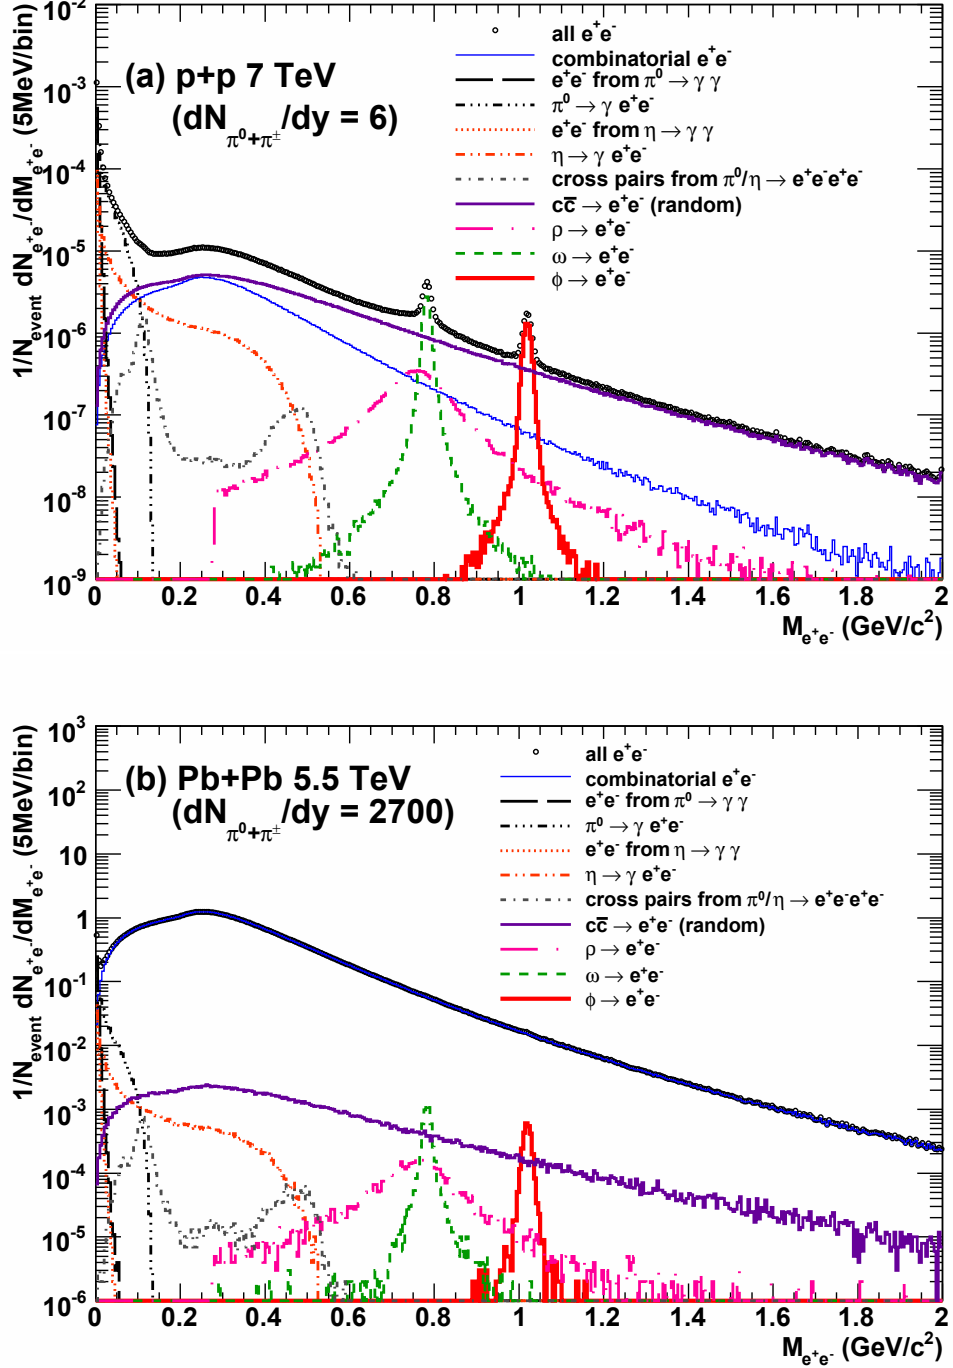 10⁻²
all e⁺e⁻
combinatorial e⁺e⁻
(a) p+p 7 TeV
e⁺e⁻ from π⁰ → γ γ
10⁻³
π⁰ → γ e⁺e⁻
(dN_π⁰+π±/dy = 6)
e⁺e⁻ from η → γ γ
η → γ e⁺e⁻
10⁻⁴
cross pairs from π⁰/η → e⁺e⁻e⁺e⁻
cc̅ → e⁺e⁻ (random)
ρ → e⁺e⁻
10⁻⁵
ω → e⁺e⁻
ϕ → e⁺e⁻
10⁻⁶
10⁻⁷
10⁻⁸
10⁻⁹
1/N_event dN_e⁺e⁻/dM_e⁺e⁻ (5MeV/bin)
0 0.2 0.4 0.6 0.8 1 1.2 1.4 1.6 1.8 2
M_e⁺e⁻ (GeV/c²)
10³
all e⁺e⁻
(b) Pb+Pb 5.5 TeV
combinatorial e⁺e⁻
10²
e⁺e⁻ from π⁰ → γ γ
(dN_π⁰+π±/dy = 2700)
π⁰ → γ e⁺e⁻
10
e⁺e⁻ from η → γ γ
η → γ e⁺e⁻
cross pairs from π⁰/η → e⁺e⁻e⁺e⁻
1
cc̅ → e⁺e⁻ (random)
ρ → e⁺e⁻
ω → e⁺e⁻
10⁻¹
ϕ → e⁺e⁻
10⁻²
10⁻³
10⁻⁴
10⁻⁵
10⁻⁶
1/N_event dN_e⁺e⁻/dM_e⁺e⁻ (5MeV/bin)
0 0.2 0.4 0.6 0.8 1 1.2 1.4 1.6 1.8 2
M_e⁺e⁻ (GeV/c²)